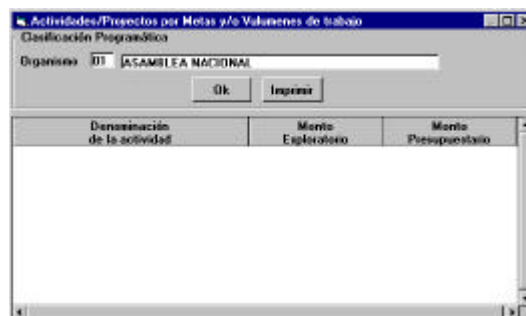 Actividades/Proyectos por Metas y/o Volumenes de trabajo
Clasificación Programática
Organismo 01 ASAMBLEA NACIONAL
Ok Imprimir
Denominación de la actividad Monto Exploratorio Monto Presupuestario